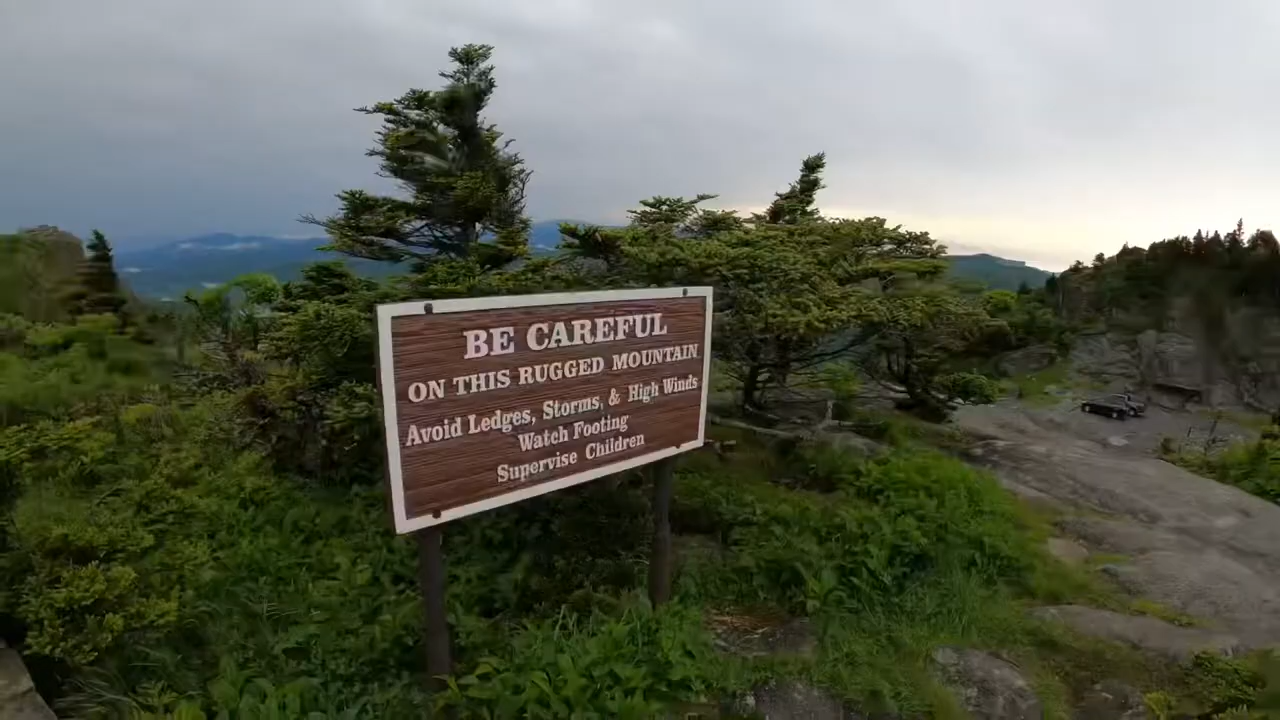 BE CAREFUL
ON THIS RUGGED MOUNTAIN
Avoid Ledges, Storms, & High Winds
Watch Footing
Supervise Children